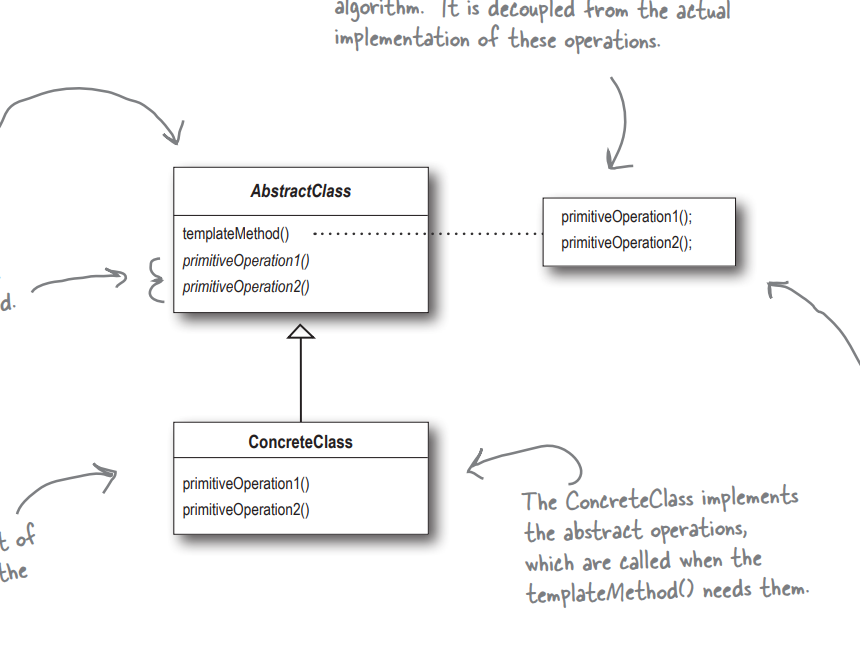 algorithm. It is decoupled from the actual
implementation of these operations.
AbstractClass
templateMethod()
primitiveOperation1()
primitiveOperation2()
primitiveOperation1();
primitiveOperation2();
d.
ConcreteClass
primitiveOperation1()
primitiveOperation2()
The ConcreteClass implements
the abstract operations,
which are called when the
templateMethod() needs them.
t of
the